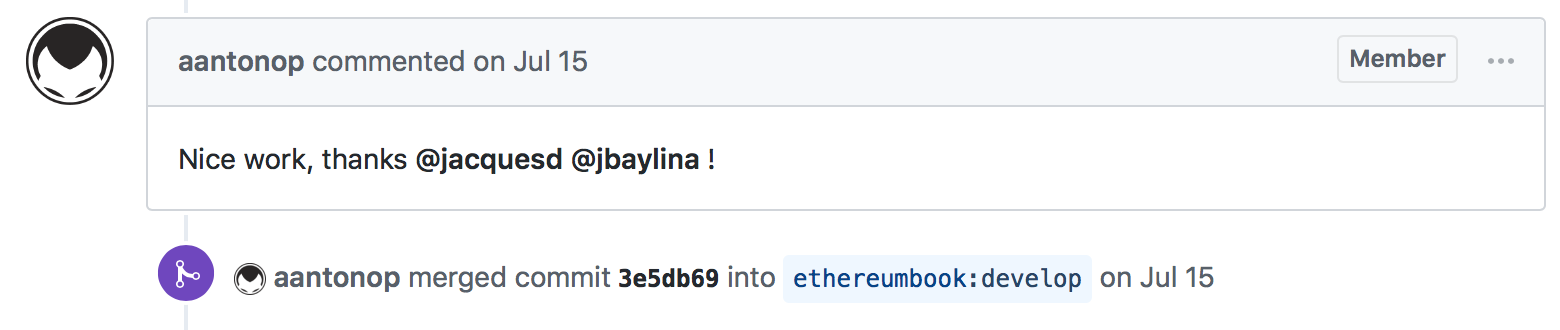 aantonop commented on Jul 15 Member ...
Nice work, thanks @jacquesd @jbaylina !
aantonop merged commit 3e5db69 into ethereumbook:develop on Jul 15